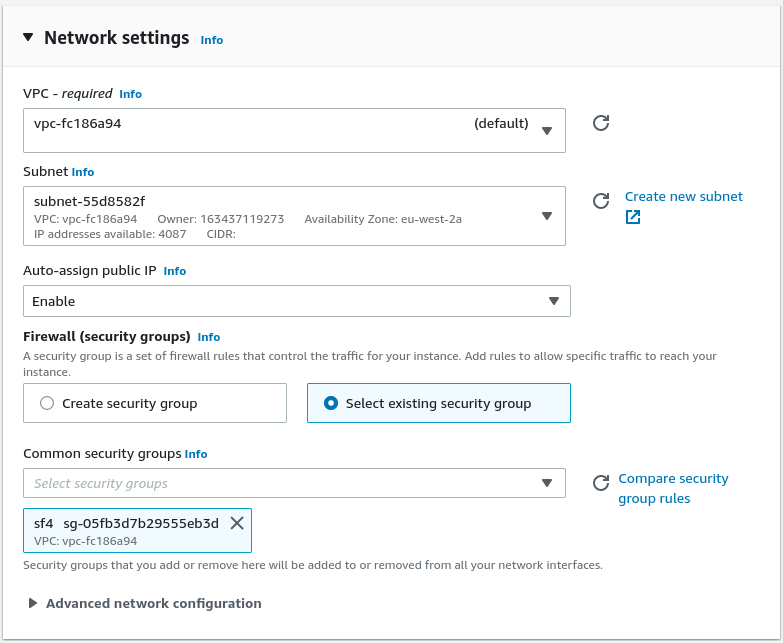 Network settings Info
VPC - required Info
vpc-fc186a94 (default)
Subnet Info
subnet-55d8582f
VPC: vpc-fc186a94 Owner: 163437119273 Availability Zone: eu-west-2a
IP addresses available: 4087 CIDR:
Create new subnet
Auto-assign public IP Info
Enable
Firewall (security groups) Info
A security group is a set of firewall rules that control the traffic for your instance. Add rules to allow specific traffic to reach your
instance.
Create security group
Select existing security group
Common security groups Info
Select security groups
Compare security
group rules
sf4 sg-05fb3d7b29555eb3d
VPC: vpc-fc186a94
Security groups that you add or remove here will be added to or removed from all your network interfaces.
Advanced network configuration